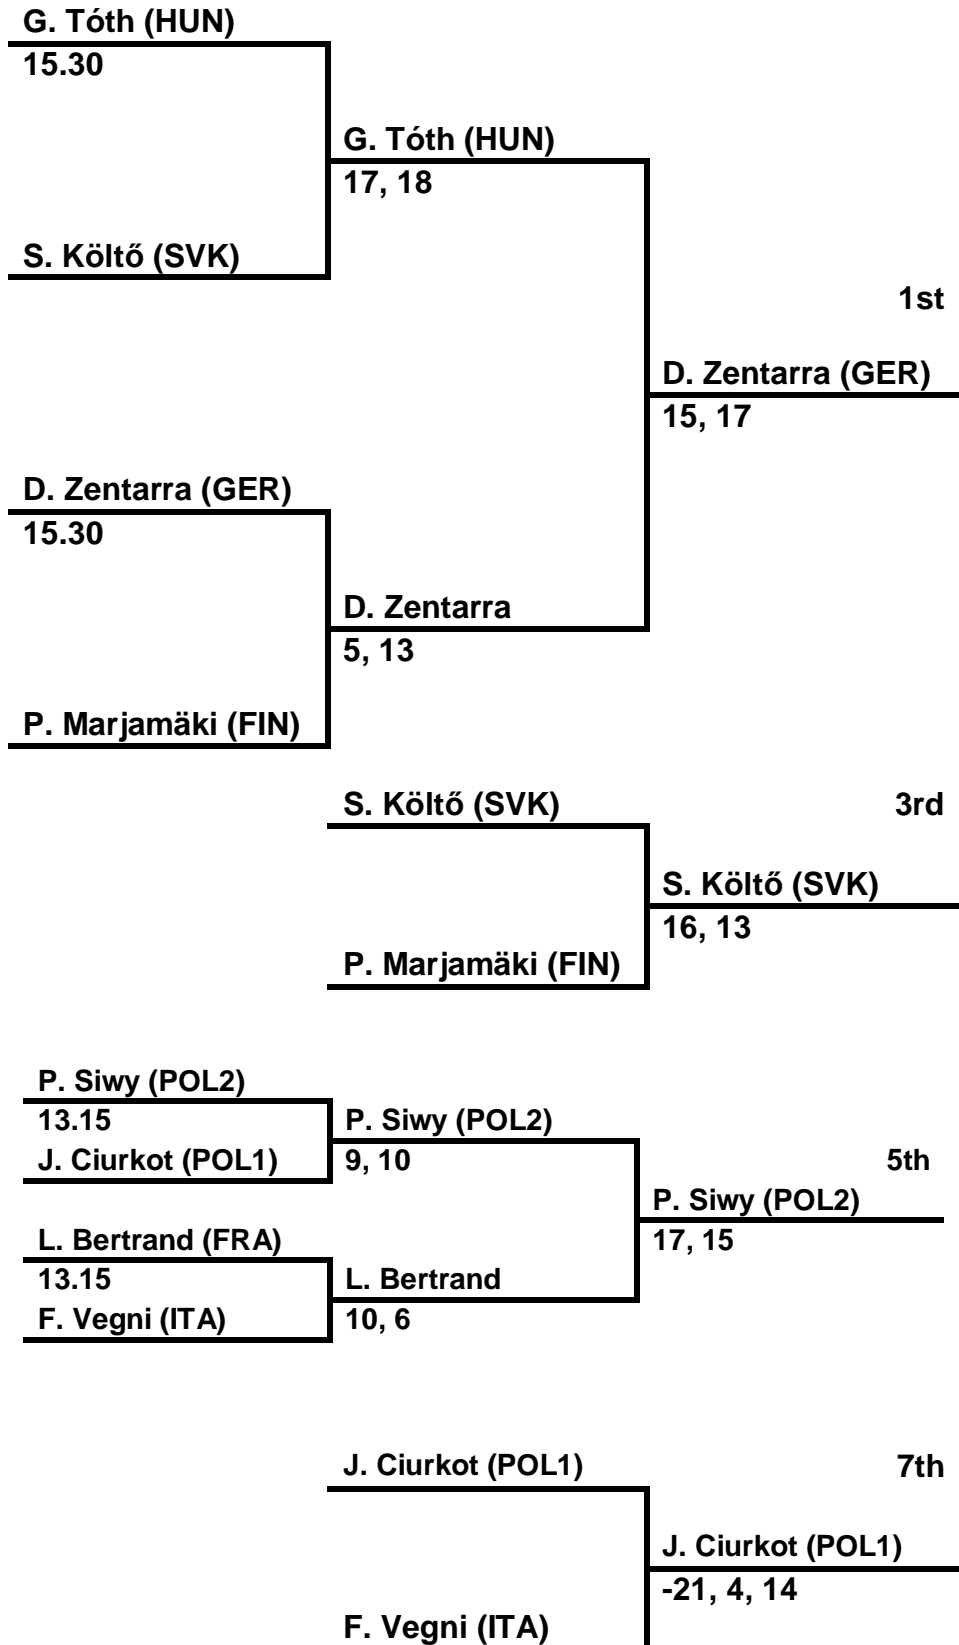 G. Tóth (HUN)
15.30
G. Tóth (HUN)
17, 18
S. Költő (SVK)
1st
D. Zentarra (GER)
15, 17
D. Zentarra (GER)
15.30
D. Zentarra
5, 13
P. Marjamäki (FIN)
S. Költő (SVK)
3rd
S. Költő (SVK)
16, 13
P. Marjamäki (FIN)
P. Siwy (POL2)
13.15
P. Siwy (POL2)
J. Ciurkot (POL1)
9, 10
5th
P. Siwy (POL2)
17, 15
L. Bertrand (FRA)
13.15
L. Bertrand
F. Vegni (ITA)
10, 6
J. Ciurkot (POL1)
7th
J. Ciurkot (POL1)
-21, 4, 14
F. Vegni (ITA)